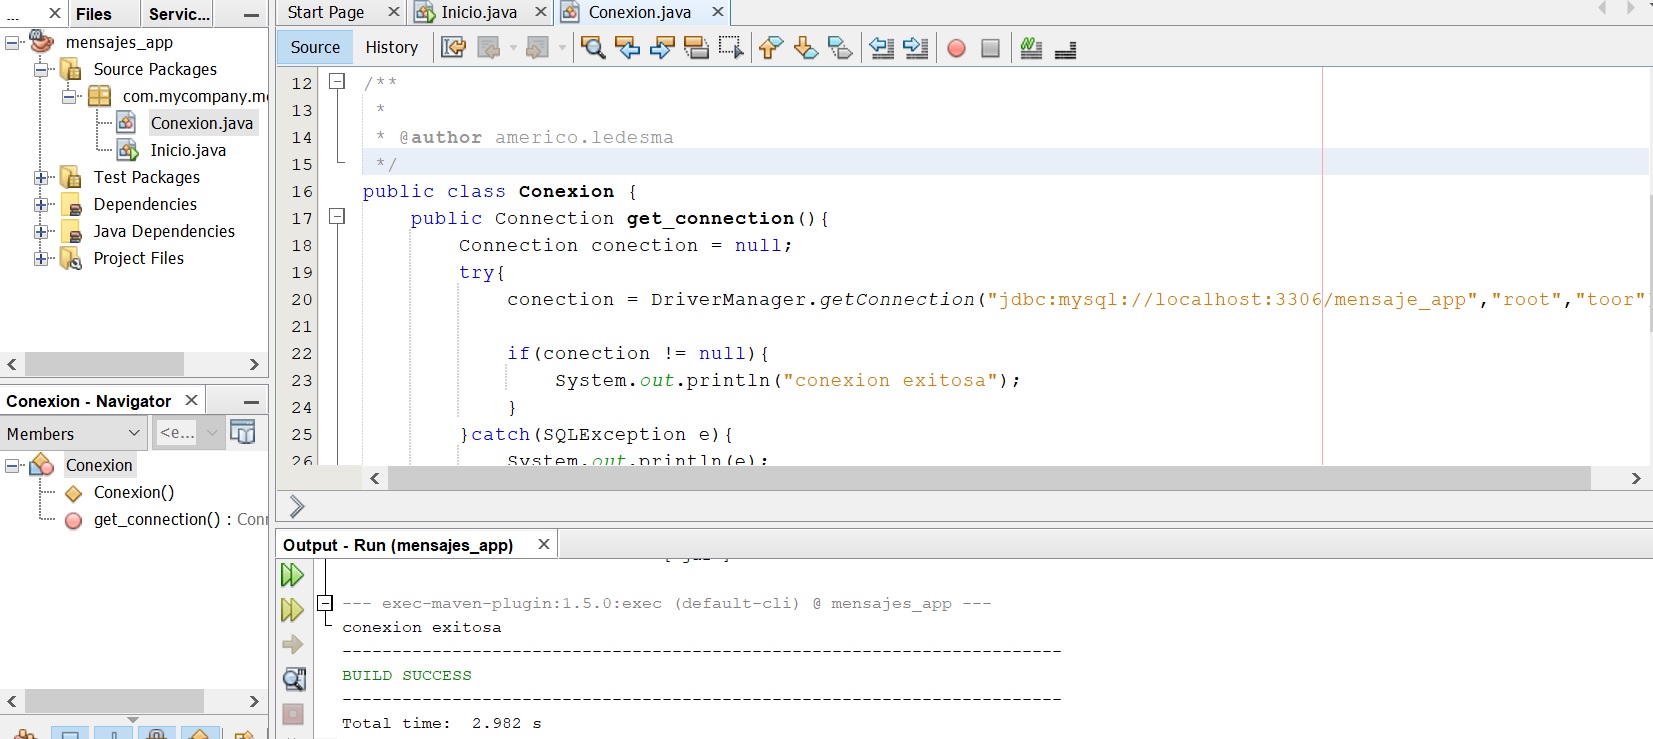 ...
Files
Servic...
mensajes_app
Source Packages
com.mycompany.me
Conexion.java
Inicio.java
Test Packages
Dependencies
Java Dependencies
Project Files
Conexion - Navigator
Members
<e...
Conexion
Conexion()
get_connection() : Conn
Start Page
Inicio.java
Conexion.java
Source
History
12 /**
13 *
14 * @author americo.ledesma
15 */
16 public class Conexion {
17 public Connection get_connection(){
18 Connection conection = null;
19 try{
20 conection = DriverManager.getConnection("jdbc:mysql://localhost:3306/mensaje_app","root","toor"
21
22 if(conection != null){
23 System.out.println("conexion exitosa");
24 }
25 }catch(SQLException e){
26 System.out.println(e);
Output - Run (mensajes_app)
--- exec-maven-plugin:1.5.0:exec (default-cli) @ mensajes_app ---
conexion exitosa
------------------------------------------------------------------------
BUILD SUCCESS
------------------------------------------------------------------------
Total time: 2.982 s